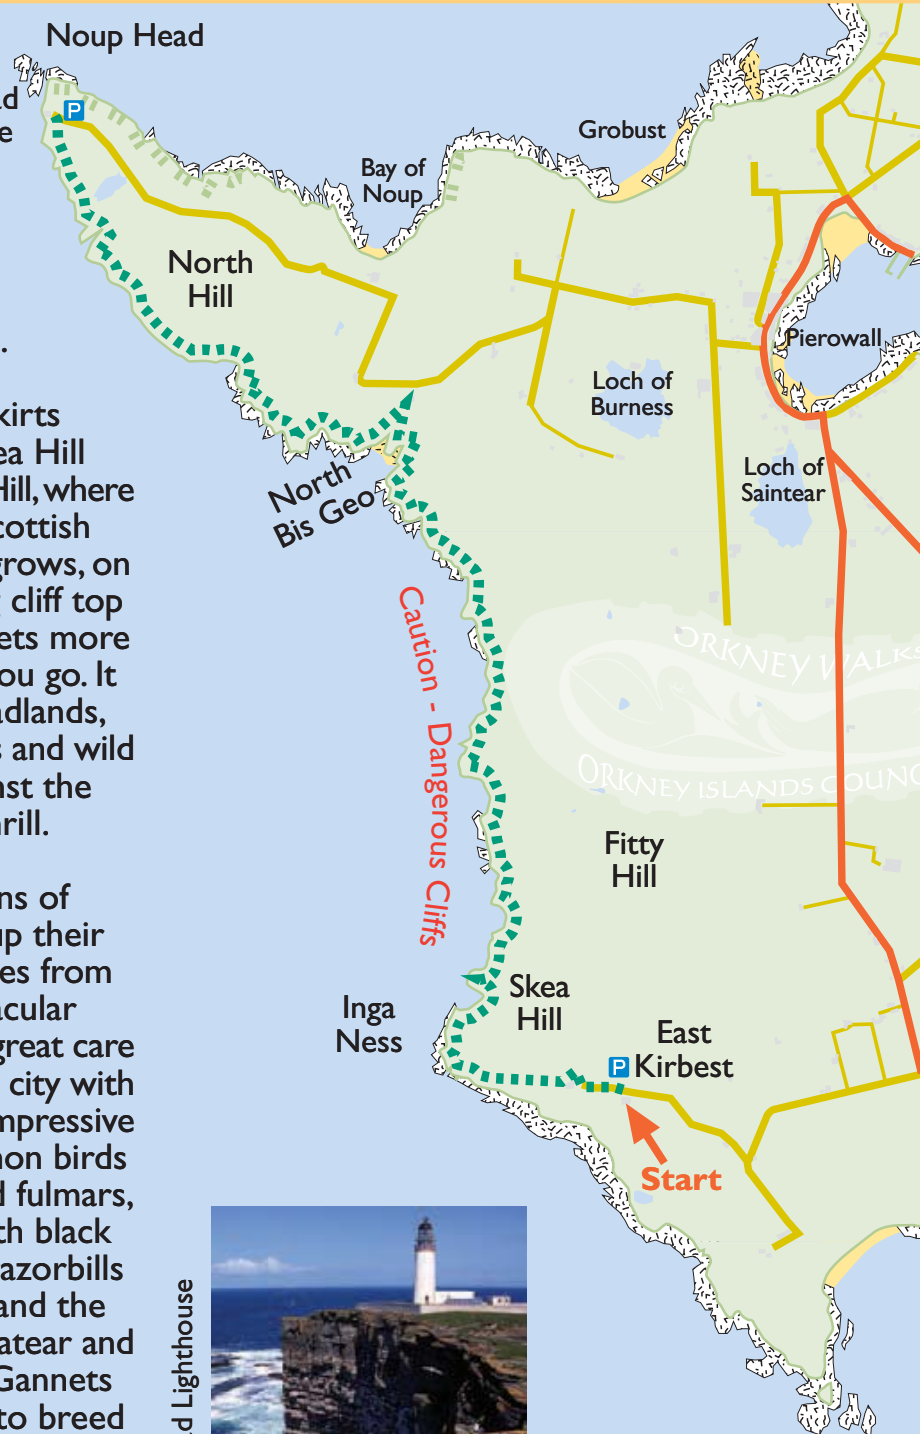 Noup Head
P
Grobust
Bay of
Noup
North
Hill
Pierowall
Loch of
Burness
Loch of
Saintear
North
Bis Geo
ORKNEY WALKS
ORKNEY ISLANDS COUNC
Caution - Dangerous Cliffs
Fitty
Hill
Skea
Hill
Inga
Ness
East
Kirbest
P
Start
d
e
.
kirts
ea Hill
Hill, where
cottish
grows, on
cliff top
ets more
ou go. It
adlands,
s and wild
nst the
rill.
ns of
up their
es from
acular
great care
city with
mpressive
non birds
d fulmars,
th black
azorbills
and the
atear and
Gannets
to breed
d Lighthouse